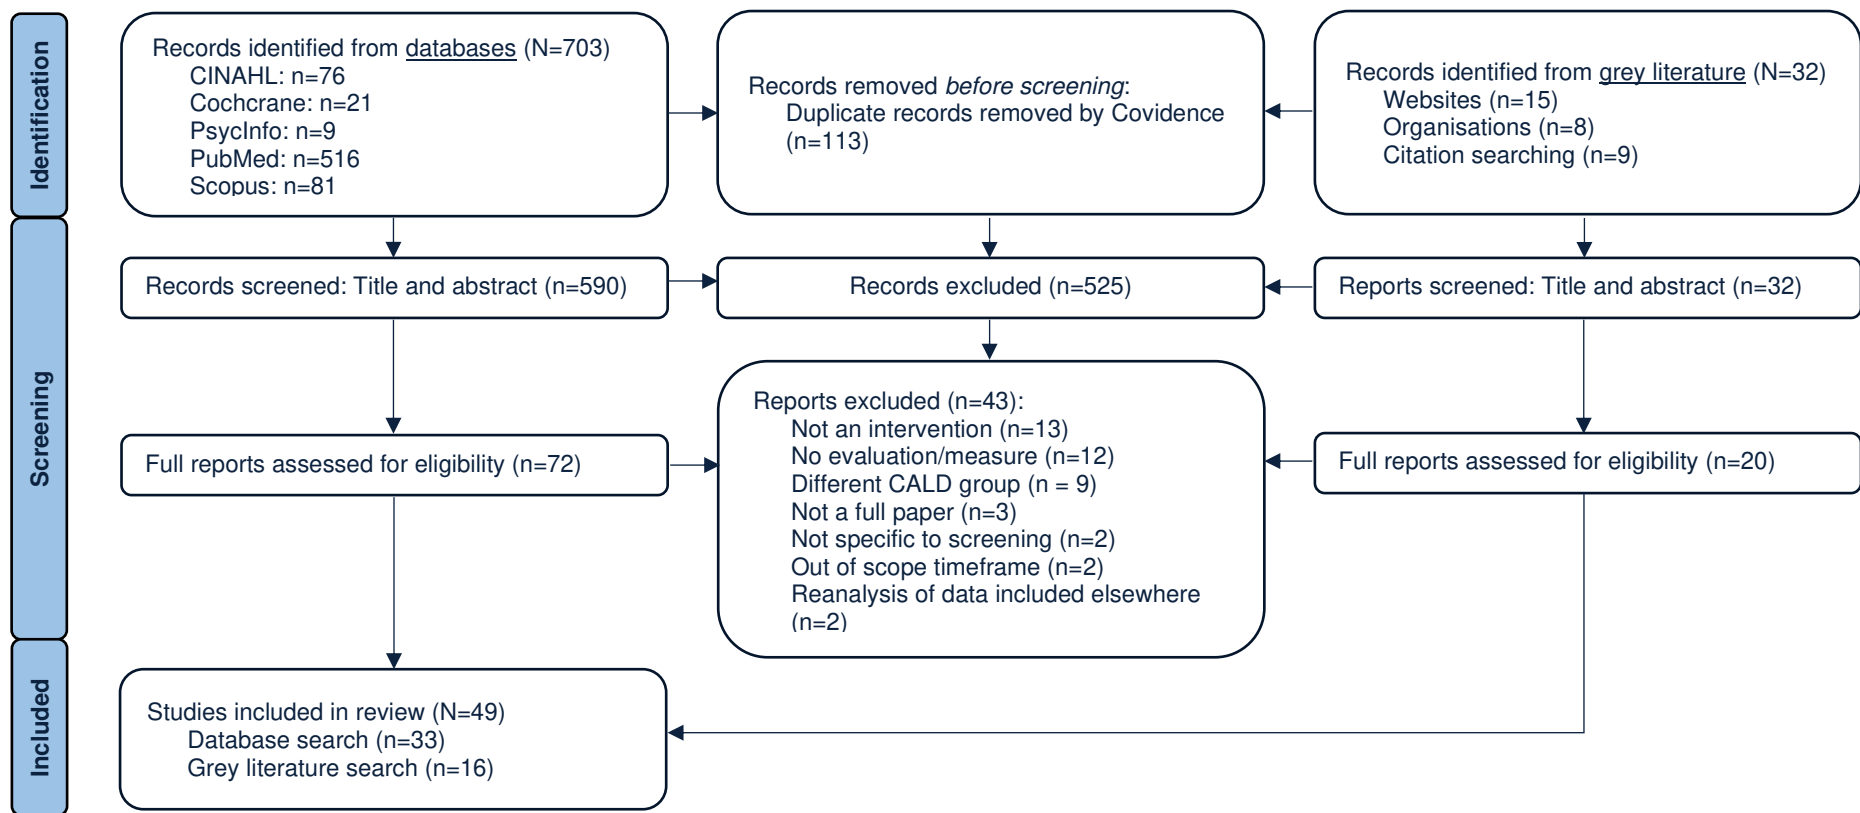 Identification
Records identified from databases (N=703)
CINAHL: n=76
Cochcrane: n=21
PsycInfo: n=9
PubMed: n=516
Scopus: n=81
Records removed before screening:
Duplicate records removed by Covidence
(n=113)
Records identified from grey literature (N=32)
Websites (n=15)
Organisations (n=8)
Citation searching (n=9)
Screening
Records screened: Title and abstract (n=590)
Records excluded (n=525)
Reports screened: Title and abstract (n=32)
Full reports assessed for eligibility (n=72)
Reports excluded (n=43):
Not an intervention (n=13)
No evaluation/measure (n=12)
Different CALD group (n = 9)
Not a full paper (n=3)
Not specific to screening (n=2)
Out of scope timeframe (n=2)
Reanalysis of data included elsewhere
(n=2)
Full reports assessed for eligibility (n=20)
Included
Studies included in review (N=49)
Database search (n=33)
Grey literature search (n=16)